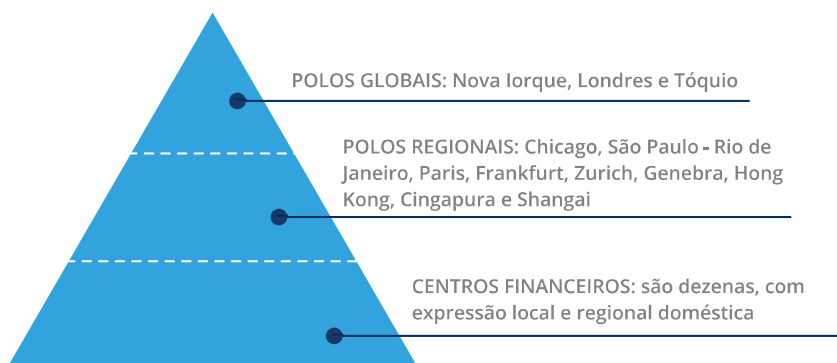 POLOS GLOBAIS: Nova Iorque, Londres e Tóquio
POLOS REGIONAIS: Chicago, São Paulo - Rio de
Janeiro, Paris, Frankfurt, Zurich, Genebra, Hong
Kong, Cingapura e Shangai
CENTROS FINANCEIROS: são dezenas, com
expressão local e regional doméstica